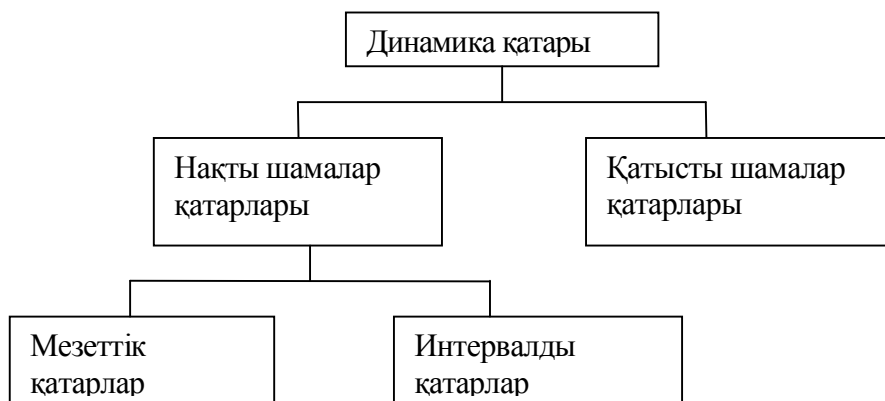 Динамика қатары
Нақты шамалар
қатарлары
Қатысты шамалар
қатарлары
Мезеттік
қатарлар
Интервалды
қатарлар